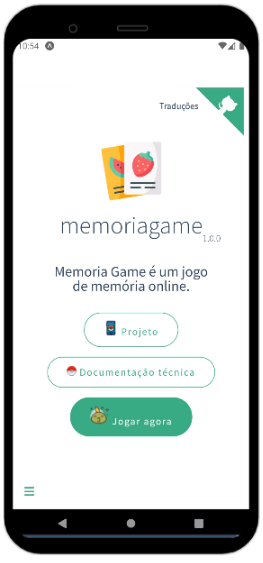 10:54
Traduções
memoriagame
1.0.0
Memoria Game é um jogo
de memória online.
Projeto
Documentação técnica
Jogar agora